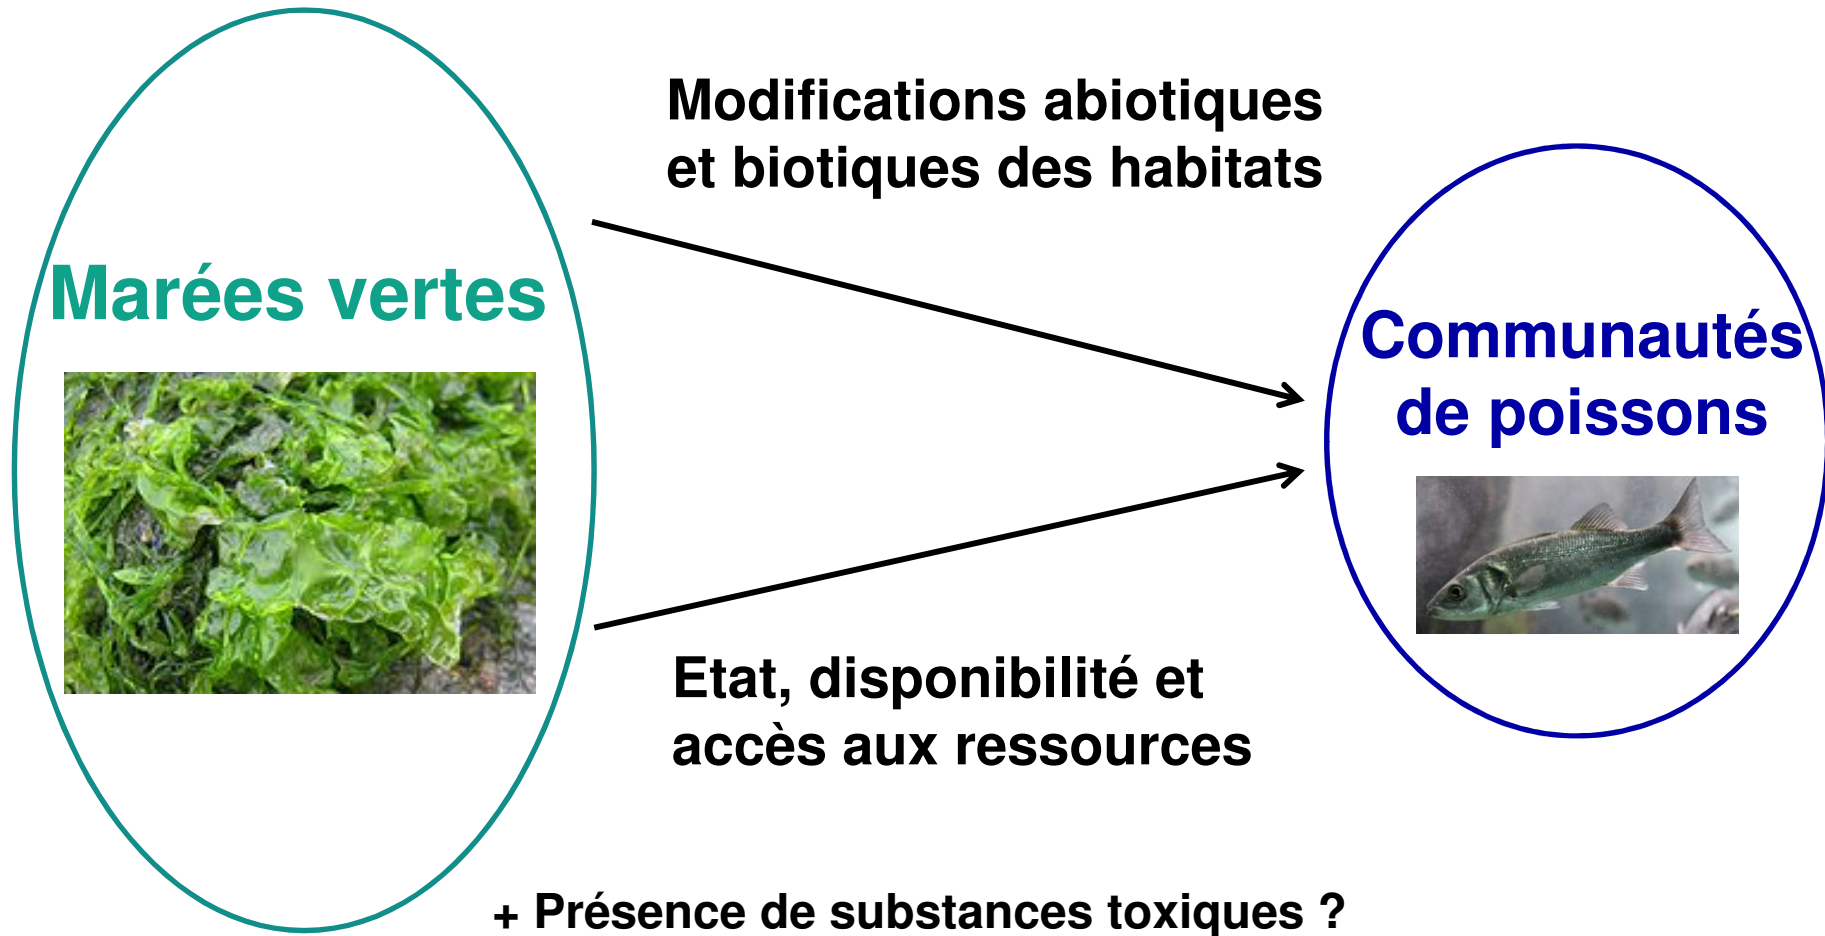 Modifications abiotiques
et biotiques des habitats
Marées vertes
Communautés
de poissons
Etat, disponibilité et
accès aux ressources
+ Présence de substances toxiques ?